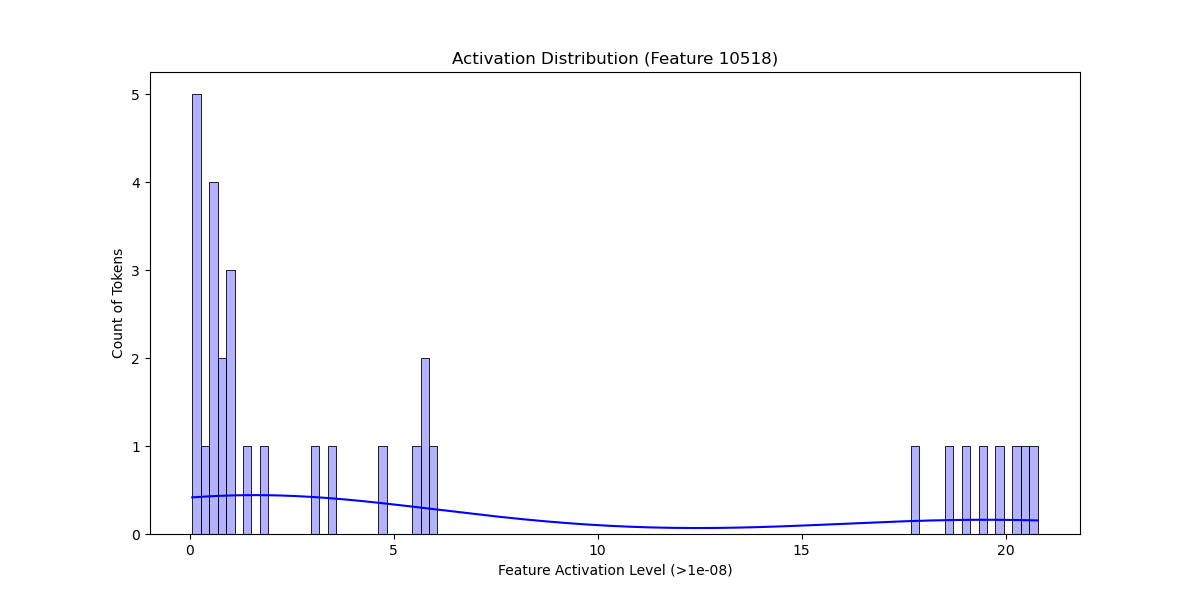 Activation Distribution (Feature 10518)
Count of Tokens
5
4
3
2
1
0
0 5 10 15 20
Feature Activation Level (>1e-08)